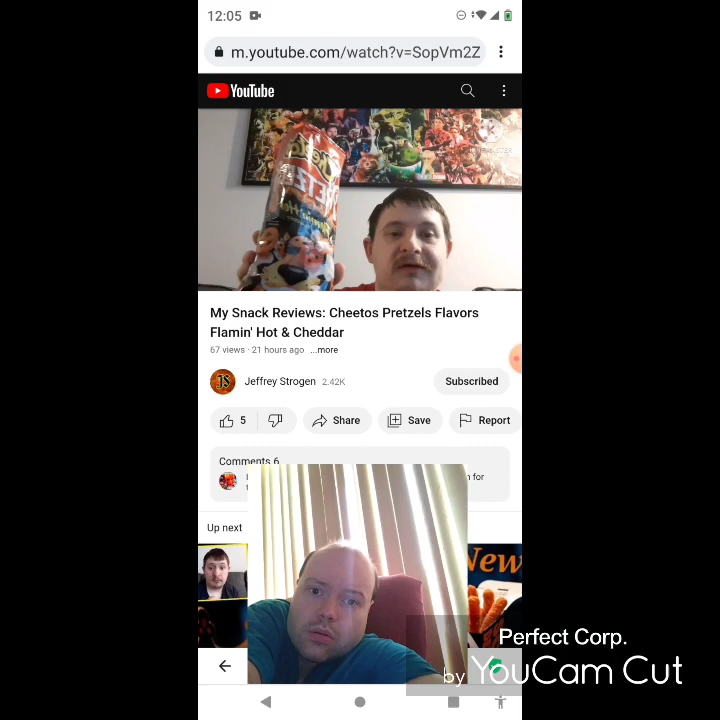 12:05
m.youtube.com/watch?v=SopVm2Z
YouTube
My Snack Reviews: Cheetos Pretzels Flavors
Flamin' Hot & Cheddar
67 views · 21 hours ago ...more
JS
Jeffrey Strogen 2.42K
Subscribed
5
Share
Save
Report
Comments 6
for
Up next
New
Perfect Corp.
by YouCam Cut